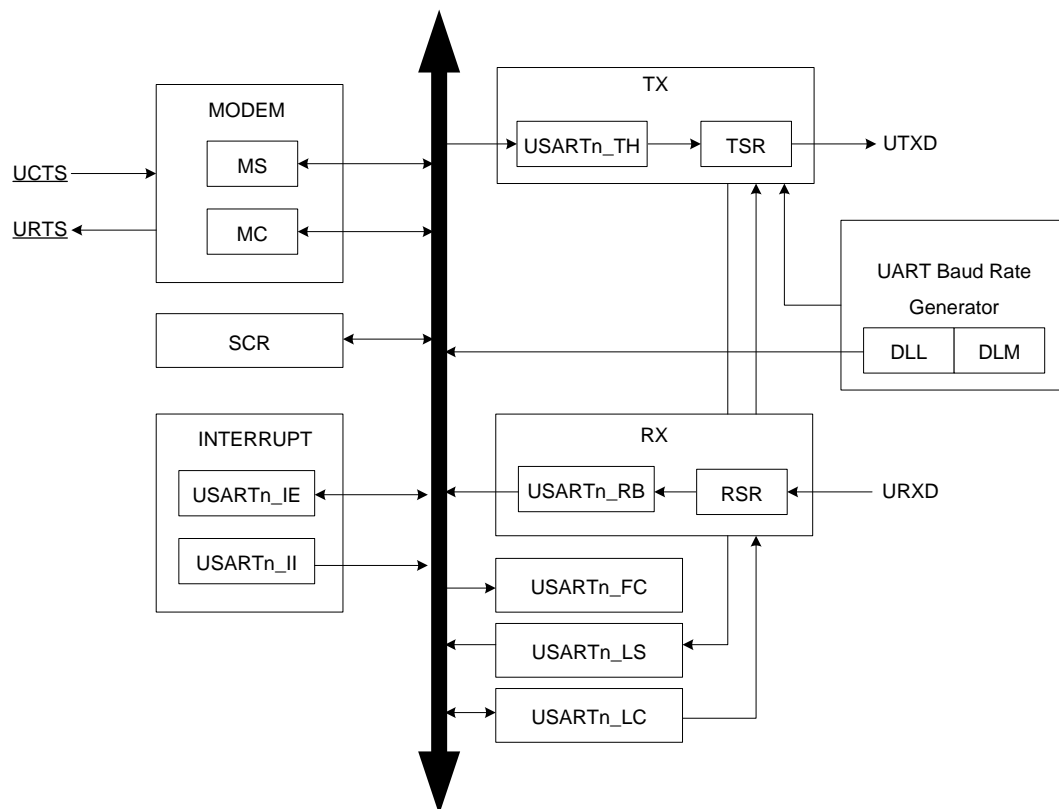 MODEM
MS
MC
UCTS
URTS
SCR
INTERRUPT
USARTn_IE
USARTn_II
TX
USARTn_TH
TSR
UTXD
UART Baud Rate
Generator
DLL
DLM
RX
USARTn_RB
RSR
URXD
USARTn_FC
USARTn_LS
USARTn_LC